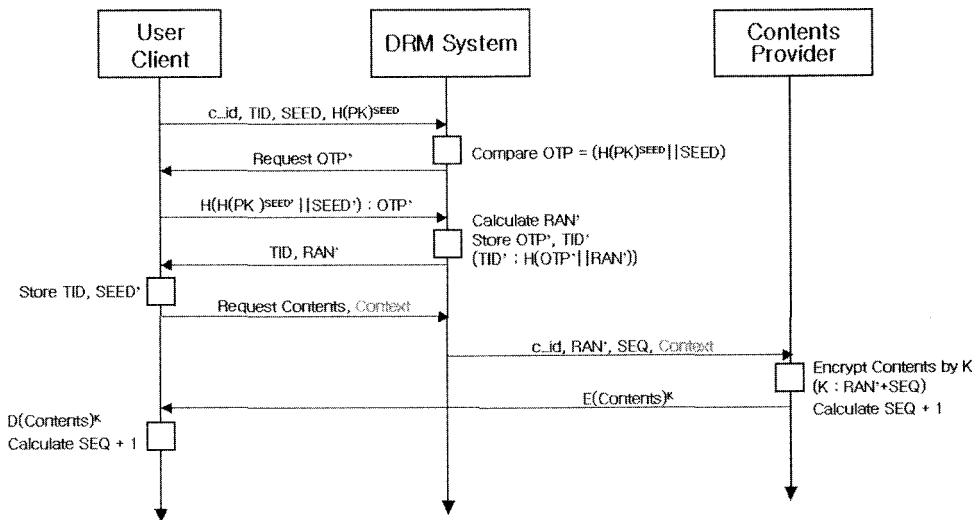 User
Client
DRM System
Contents
Provider
c_id, TID, SEED, H(PK)^SEED
Compare OTP = (H(PK)^SEED||SEED)
Request OTP'
H(H(PK )^SEED' ||SEED') : OTP'
Calculate RAN'
Store OTP', TID'
(TID' : H(OTP'||RAN'))
TID, RAN'
Store TID, SEED'
Request Contents, Context
c_id, RAN', SEQ, Context
Encrypt Contents by K
(K : RAN'+SEQ)
Calculate SEQ + 1
E(Contents)^K
D(Contents)^K
Calculate SEQ + 1